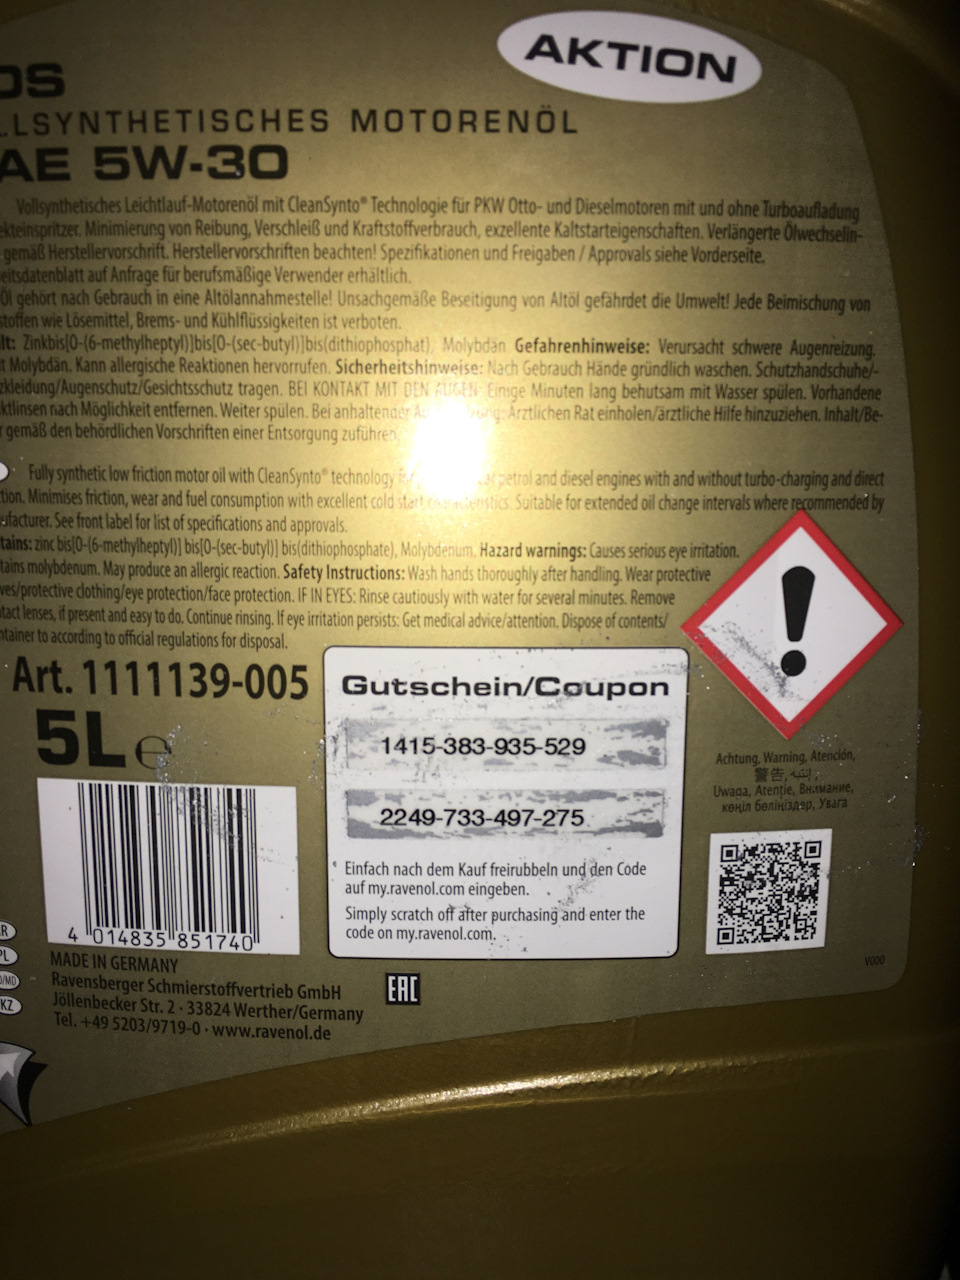 AKTION
DS
LLSYNTHETISCHES MOTORENÖL
AE 5W-30
Vollsynthetisches Leichtlauf-Motorenöl mit CleanSynto® Technologie für PKW Otto- und Dieselmotoren mit und ohne Turboaufladung
ekteinspritzer. Minimierung von Reibung, Verschleiß und Kraftstoffverbrauch, exzellente Kaltstarteigenschaften. Verlängerte Ölwechselin-
gemäß Herstellervorschrift. Herstellervorschriften beachten! Spezifikationen und Freigaben / Approvals siehe Vorderseite.
eitsdatenblatt auf Anfrage für berufsmäßige Verwender erhältlich.
Öl gehört nach Gebrauch in eine Altölannahmestelle! Unsachgemäße Beseitigung von Altöl gefährdet die Umwelt! Jede Beimischung von
stoffen wie Lösemittel, Brems- und Kühlflüssigkeiten ist verboten.
lt: Zinkbis[O-(6-methylheptyl)]bis[O-(sec-butyl)]bis(dithiophosphat), Molybdän Gefahrenhinweise: Verursacht schwere Augenreizung.
t Molybdän. Kann allergische Reaktionen hervorrufen. Sicherheitshinweise: Nach Gebrauch Hände gründlich waschen. Schutzhandschuhe/-
zkleidung/Augenschutz/Gesichtsschutz tragen. BEI KONTAKT MIT DEN AUGEN: Einige Minuten lang behutsam mit Wasser spülen. Vorhandene
ktlinsen nach Möglichkeit entfernen. Weiter spülen. Bei anhaltender Ärztlichen Rat einholen/ärztliche Hilfe hinzuziehen. Inhalt/Be-
r gemäß den behördlichen Vorschriften einer Entsorgung zuführen.
Fully synthetic low friction motor oil with CleanSynto® technology petrol and diesel engines with and without turbo-charging and direct
tion. Minimises friction, wear and fuel consumption with excellent cold start characteristics. Suitable for extended oil change intervals where recommended by
ufacturer. See front label for list of specifications and approvals.
tains: zinc bis[O-(6-methylheptyl)] bis[O-(sec-butyl)] bis(dithiophosphate), Molybdenum. Hazard warnings: Causes serious eye irritation.
tains molybdenum. May produce an allergic reaction. Safety Instructions: Wash hands thoroughly after handling. Wear protective
ves/protective clothing/eye protection/face protection. IF IN EYES: Rinse cautiously with water for several minutes. Remove
tact lenses, if present and easy to do. Continue rinsing. If eye irritation persists: Get medical advice/attention. Dispose of contents/
ntainer to according to official regulations for disposal.
Art. 1111139-005
5L ℮
Gutschein/Coupon
1415-383-935-529
2249-733-497-275
Einfach nach dem Kauf freirubbeln und den Code
auf my.ravenol.com eingeben.
Simply scratch off after purchasing and enter the
code on my.ravenol.com.
Achtung, Warning, Atención,
警告, انتبه,
Uwaga, Atenție, Внимание,
көңіл бөліңіздер, Увага
4 014835 851740
V000
R
PL
O/MD
KZ
MADE IN GERMANY
Ravensberger Schmierstoffvertrieb GmbH
Jöllenbecker Str. 2 · 33824 Werther/Germany
Tel. +49 5203/9719-0 · www.ravenol.de
EAC